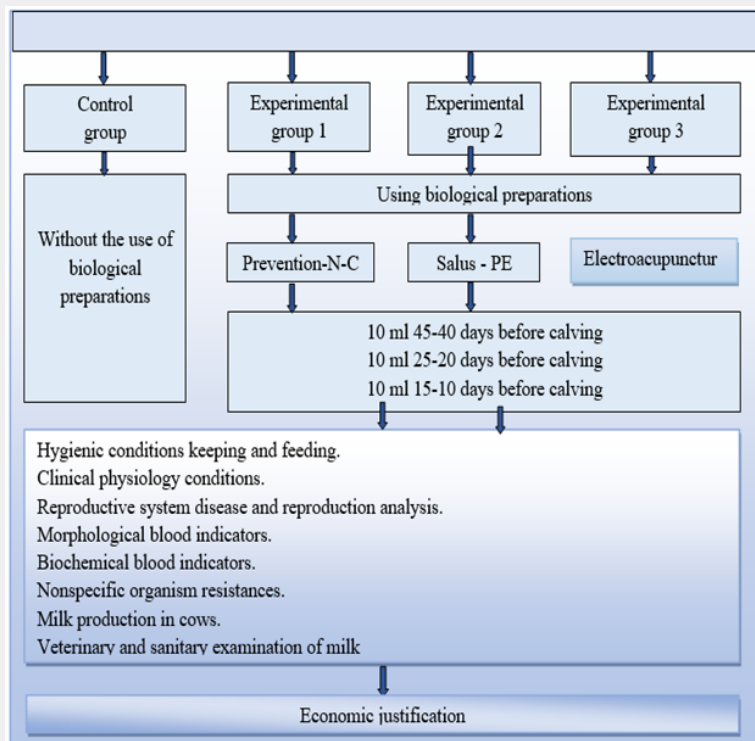 Control
group
Experimental
group 1
Experimental
group 2
Experimental
group 3
Without the use of
biological
preparations
Using biological preparations
Prevention-N-C
Salus - PE
Electroacupunctur
10 ml 45-40 days before calving
10 ml 25-20 days before calving
10 ml 15-10 days before calving
Hygienic conditions keeping and feeding.
Clinical physiology conditions.
Reproductive system disease and reproduction analysis.
Morphological blood indicators.
Biochemical blood indicators.
Nonspecific organism resistances.
Milk production in cows.
Veterinary and sanitary examination of milk
Economic justification